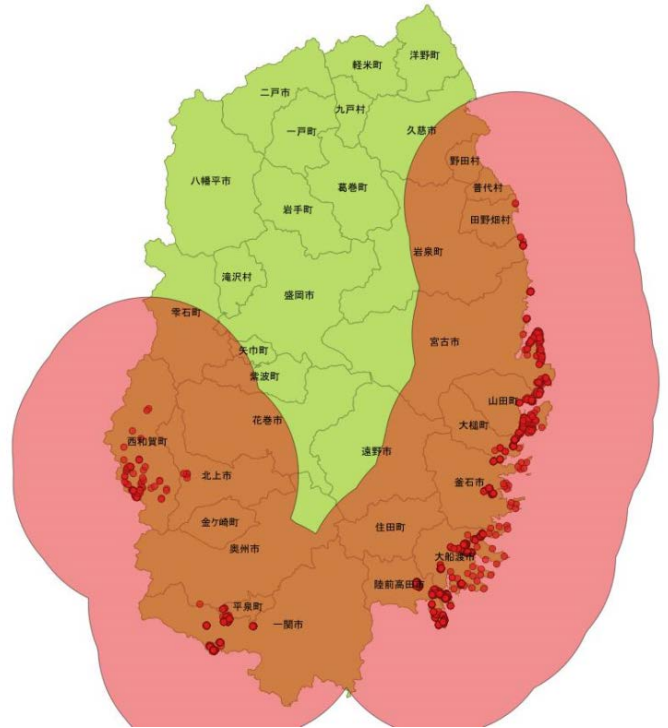 洋野町
軽米町
二戸市
九戸村
一戸町
久慈市
野田村
八幡平市
葛巻町
普代村
岩手町
田野畑村
岩泉町
滝沢村
盛岡市
雫石町
宮古市
矢巾町
紫波町
山田町
花巻市
大槌町
西和賀町
遠野市
北上市
釜石市
金ケ崎町
住田町
奥州市
大船渡市
陸前高田市
平泉町
一関市